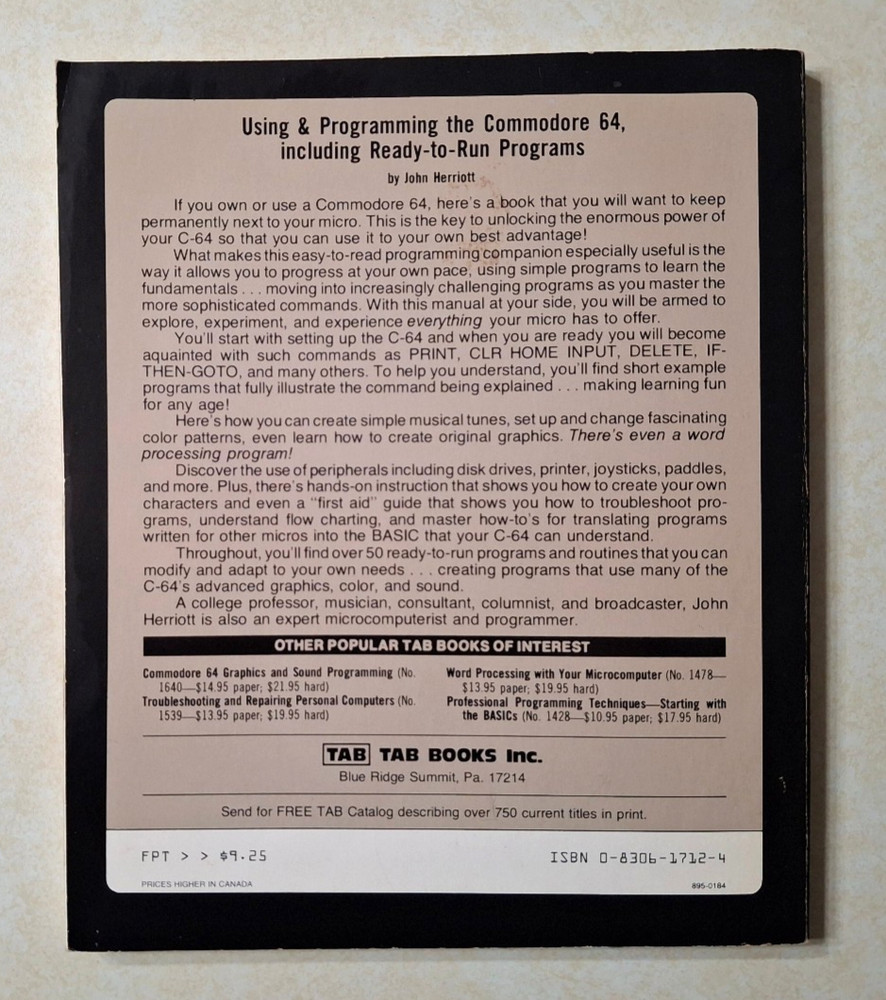 Using & Programming the Commodore 64,
including Ready-to-Run Programs
by John Herriott
If you own or use a Commodore 64, here's a book that you will want to keep
permanently next to your micro. This is the key to unlocking the enormous power of
your C-64 so that you can use it to your own best advantage!
What makes this easy-to-read programming companion especially useful is the
way it allows you to progress at your own pace, using simple programs to learn the
fundamentals . . . moving into increasingly challenging programs as you master the
more sophisticated commands. With this manual at your side, you will be armed to
explore, experiment, and experience everything your micro has to offer.
You'll start with setting up the C-64 and when you are ready you will become
aquainted with such commands as PRINT, CLR HOME INPUT, DELETE, IF-
THEN-GOTO, and many others. To help you understand, you'll find short example
programs that fully illustrate the command being explained . . . making learning fun
for any age!
Here's how you can create simple musical tunes, set up and change fascinating
color patterns, even learn how to create original graphics. There's even a word
processing program!
Discover the use of peripherals including disk drives, printer, joysticks, paddles,
and more. Plus, there's hands-on instruction that shows you how to create your own
characters and even a "first aid" guide that shows you how to troubleshoot pro-
grams, understand flow charting, and master how-to's for translating programs
written for other micros into the BASIC that your C-64 can understand.
Throughout, you'll find over 50 ready-to-run programs and routines that you can
modify and adapt to your own needs . . . creating programs that use many of the
C-64's advanced graphics, color, and sound.
A college professor, musician, consultant, columnist, and broadcaster, John
Herriott is also an expert microcomputerist and programmer.
OTHER POPULAR TAB BOOKS OF INTEREST
Commodore 64 Graphics and Sound Programming (No.
1640—$14.95 paper; $21.95 hard)
Troubleshooting and Repairing Personal Computers (No.
1539—$13.95 paper; $19.95 hard)
Word Processing with Your Microcomputer (No. 1478—
$13.95 paper; $19.95 hard)
Professional Programming Techniques—Starting with
the BASICs (No. 1428—$10.95 paper; $17.95 hard)
TAB TAB BOOKS Inc.
Blue Ridge Summit, Pa. 17214
Send for FREE TAB Catalog describing over 750 current titles in print.
FPT > > $9.25
ISBN 0-8306-1712-4
PRICES HIGHER IN CANADA
895-0184